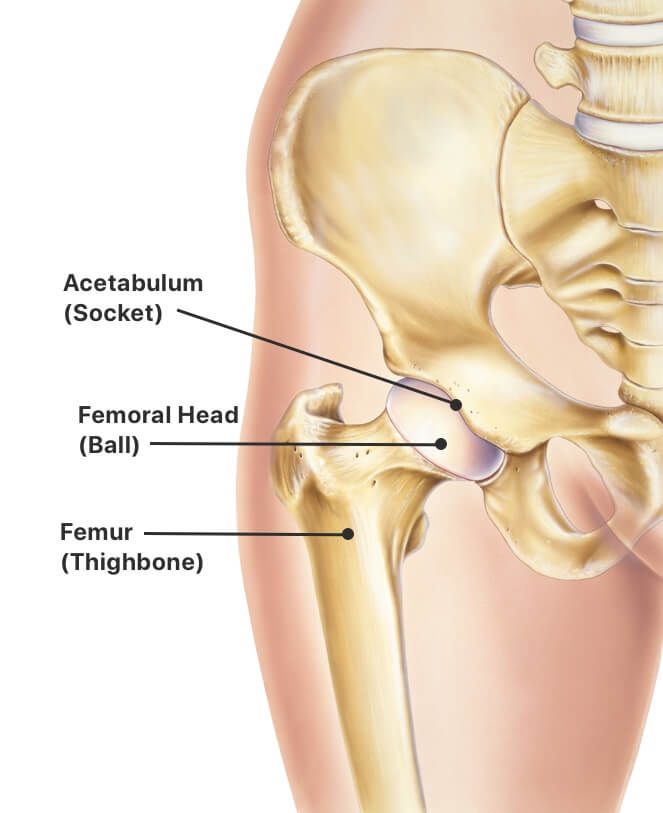 Acetabulum
(Socket)
Femoral Head
(Ball)
Femur
(Thighbone)